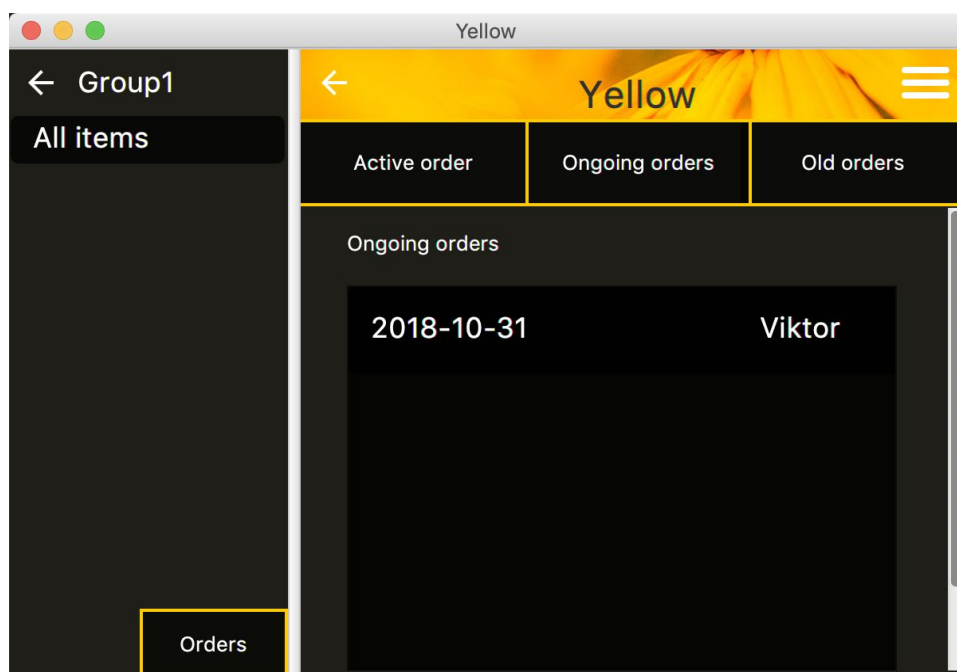 Yellow
Group1
All items
Orders
Yellow
Active order
Ongoing orders
Old orders
Ongoing orders
2018-10-31 Viktor